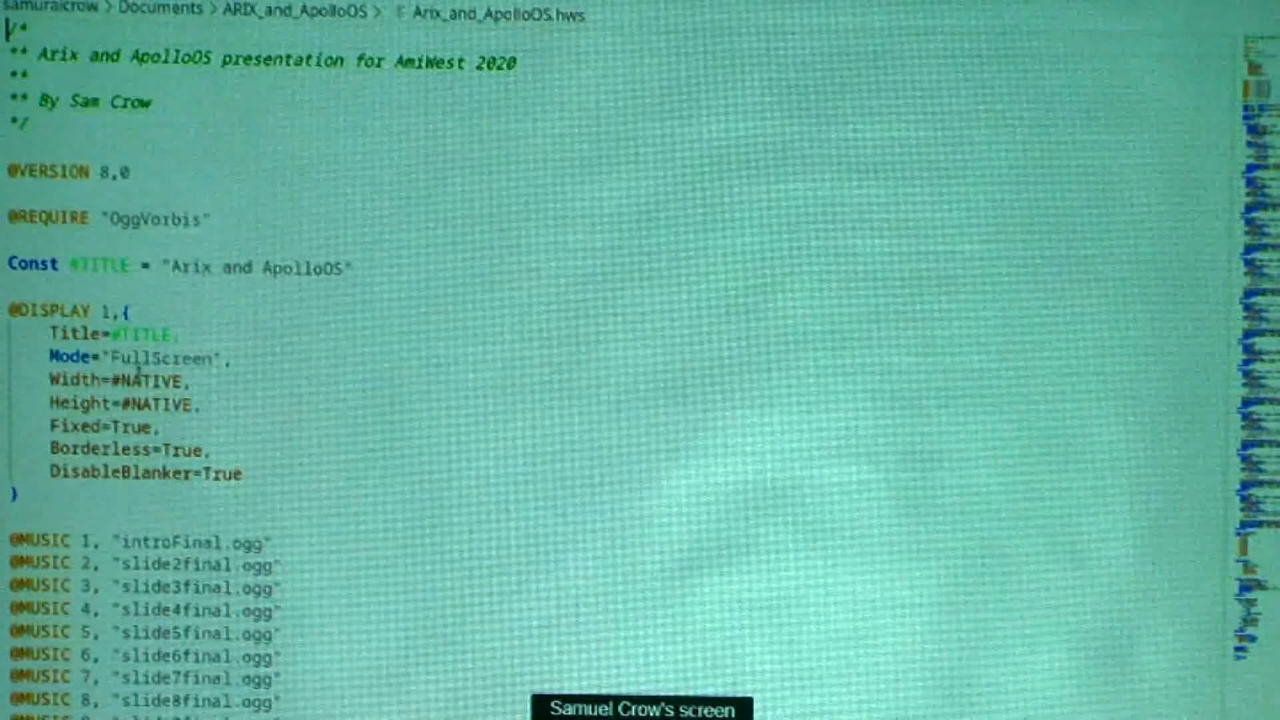 samuraicrow > Documents > ARIX_and_ApolloOS > Arix_and_ApolloOS.hws
/*
** Arix and ApolloOS presentation for AmiWest 2020
**
** By Sam Crow
*/
@VERSION 8,0
@REQUIRE "OggVorbis"
Const #TITLE = "Arix and ApolloOS"
@DISPLAY 1,{
Title=#TITLE,
Mode="FullScreen",
Width=#NATIVE,
Height=#NATIVE,
Fixed=True,
Borderless=True,
DisableBlanker=True
}
@MUSIC 1, "introFinal.ogg"
@MUSIC 2, "slide2final.ogg"
@MUSIC 3, "slide3final.ogg"
@MUSIC 4, "slide4final.ogg"
@MUSIC 5, "slide5final.ogg"
@MUSIC 6, "slide6final.ogg"
@MUSIC 7, "slide7final.ogg"
@MUSIC 8, "slide8final.ogg"
Samuel Crow's screen